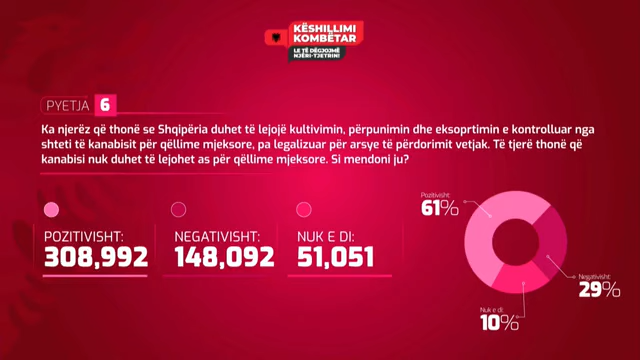 KËSHILLIMI
KOMBËTAR
LE TË DËGJOJMË
NJËRI-TJETRIN!
PYETJA 6
Ka njerëz që thonë se Shqipëria duhet të lejojë kultivimin, përpunimin dhe eksoprtimin e kontrolluar nga
shteti të kanabisit për qëllime mjeksore, pa legalizuar për arsye të përdorimit vetjak. Të tjerë thonë që
kanabisi nuk duhet të lejohet as për qëllime mjeksore. Si mendoni ju?
POZITIVISHT:
308,992
NEGATIVISHT:
148,092
NUK E DI:
51,051
Pozitivisht:
61%
Negativisht:
29%
Nuk e di:
10%